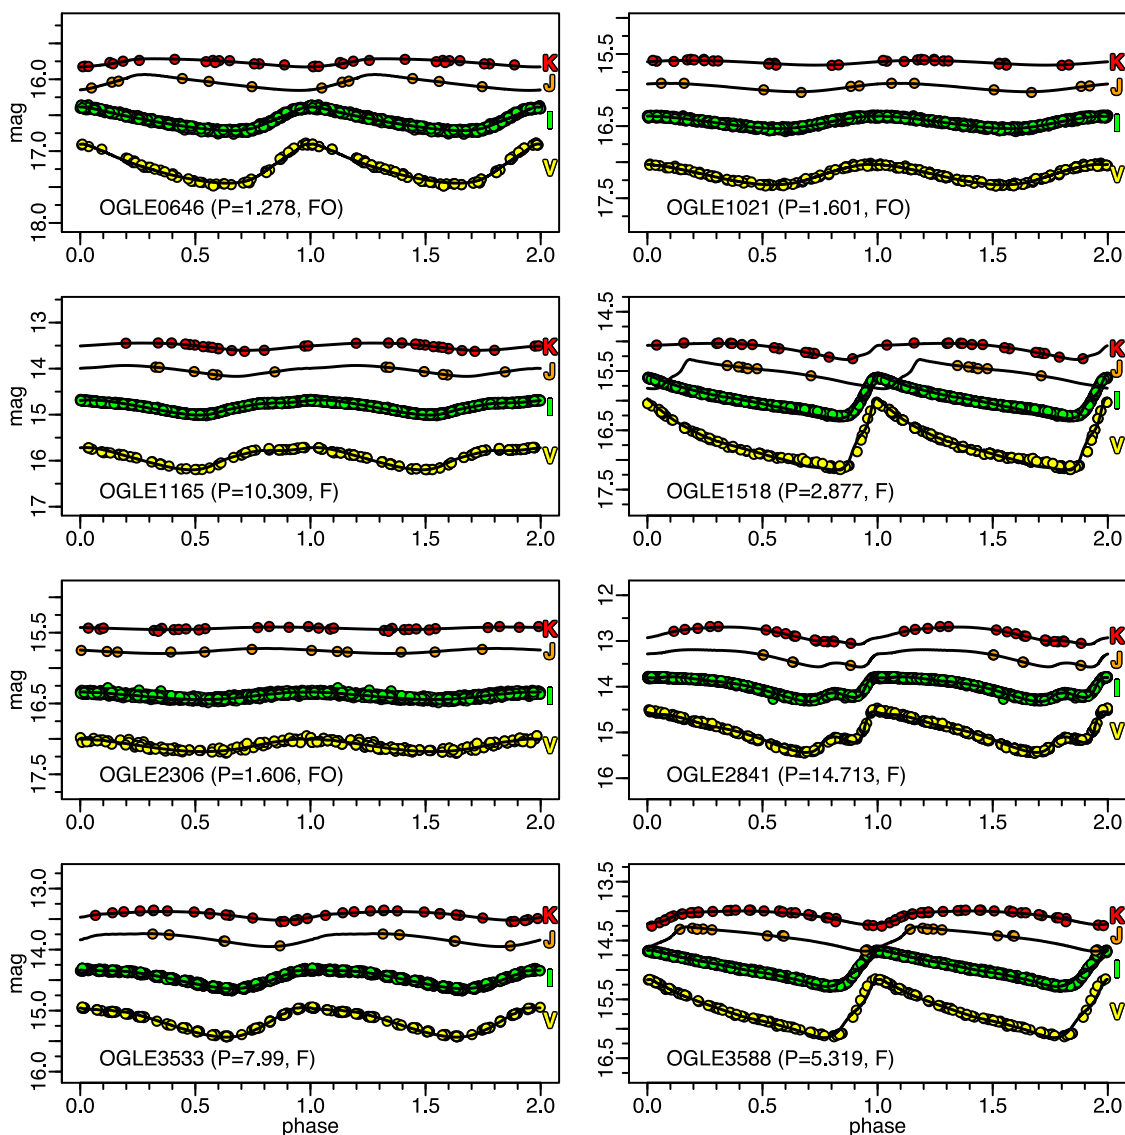 mag
16.0
17.0
18.0
K
J
I
V
OGLE0646 (P=1.278, FO)
0.0 0.5 1.0 1.5 2.0
15.5
16.5
17.5
K
J
I
V
OGLE1021 (P=1.601, FO)
0.0 0.5 1.0 1.5 2.0
mag
13
14
15
16
17
K
J
I
V
OGLE1165 (P=10.309, F)
0.0 0.5 1.0 1.5 2.0
14.5
15.5
16.5
17.5
K
J
I
V
OGLE1518 (P=2.877, F)
0.0 0.5 1.0 1.5 2.0
mag
15.5
16.5
17.5
K
J
I
V
OGLE2306 (P=1.606, FO)
0.0 0.5 1.0 1.5 2.0
12
13
14
15
16
K
J
I
V
OGLE2841 (P=14.713, F)
0.0 0.5 1.0 1.5 2.0
mag
13.0
14.0
15.0
16.0
K
J
I
V
OGLE3533 (P=7.99, F)
0.0 0.5 1.0 1.5 2.0
phase
13.5
14.5
15.5
16.5
K
J
I
V
OGLE3588 (P=5.319, F)
0.0 0.5 1.0 1.5 2.0
phase